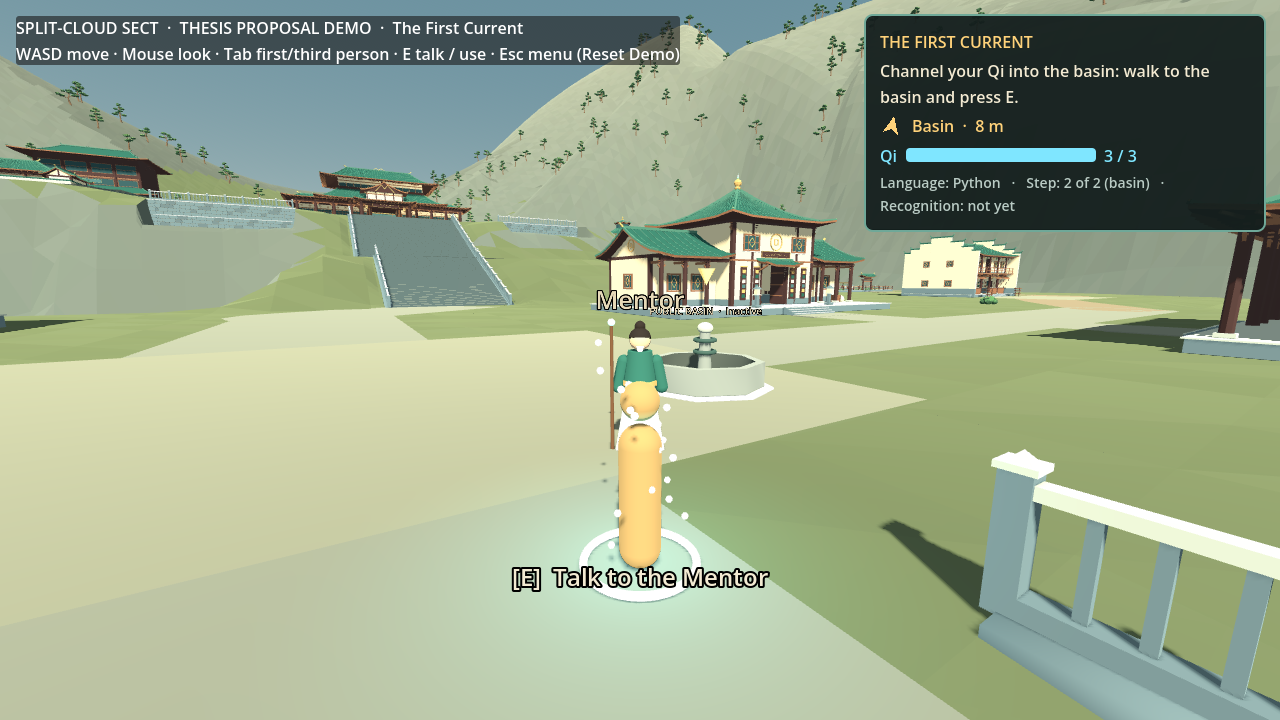 SPLIT-CLOUD SECT · THESIS PROPOSAL DEMO · The First Current
WASD move · Mouse look · Tab first/third person · E talk / use · Esc menu (Reset Demo)
THE FIRST CURRENT
Channel your Qi into the basin: walk to the
basin and press E.
Basin · 8 m
Qi 3 / 3
Language: Python · Step: 2 of 2 (basin) ·
Recognition: not yet
Mentor
BASIN · Inactive
[E] Talk to the Mentor